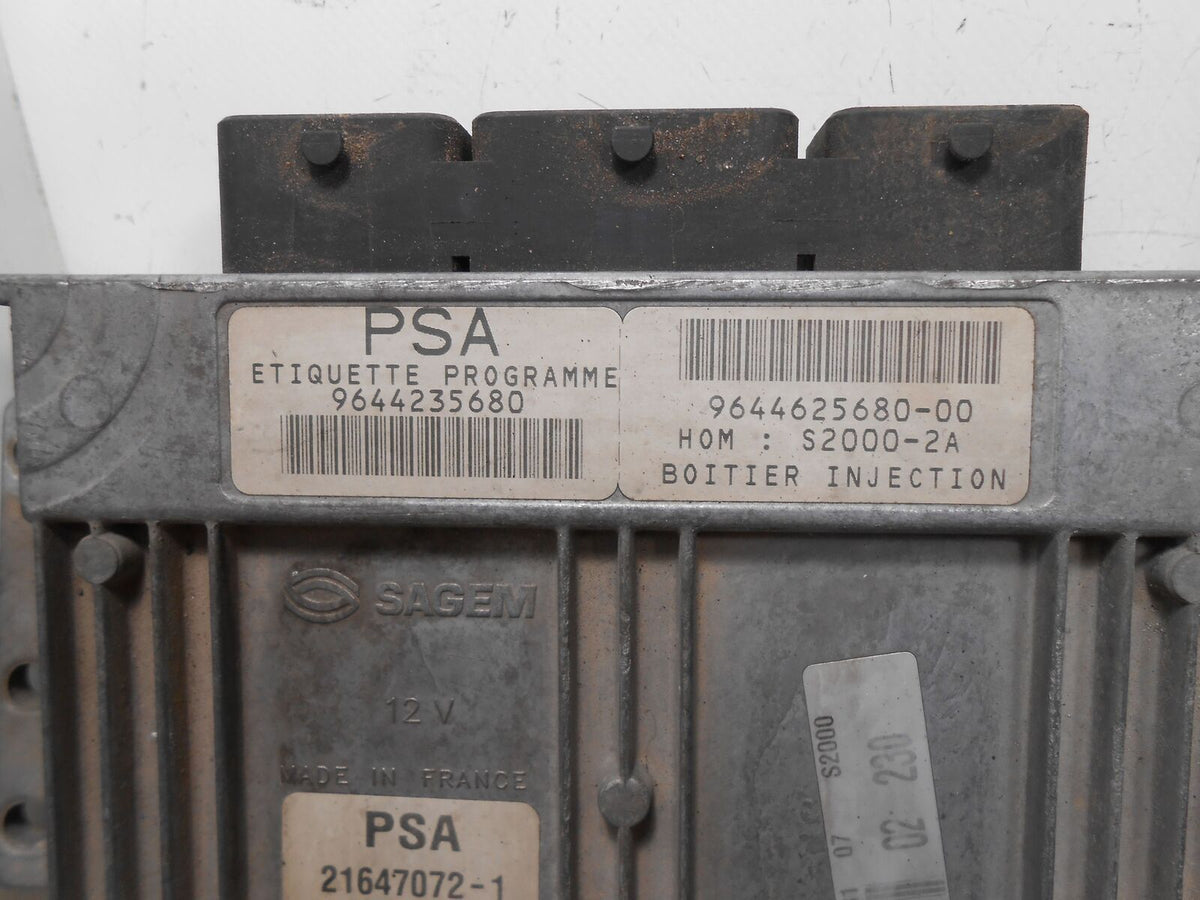 PSA
ETIQUETTE PROGRAMME
9644235680
9644625680-00
HOM : S2000-2A
BOITIER INJECTION
SAGEM
12 V
MADE IN FRANCE
PSA
21647072-1
S2000
07
02 230